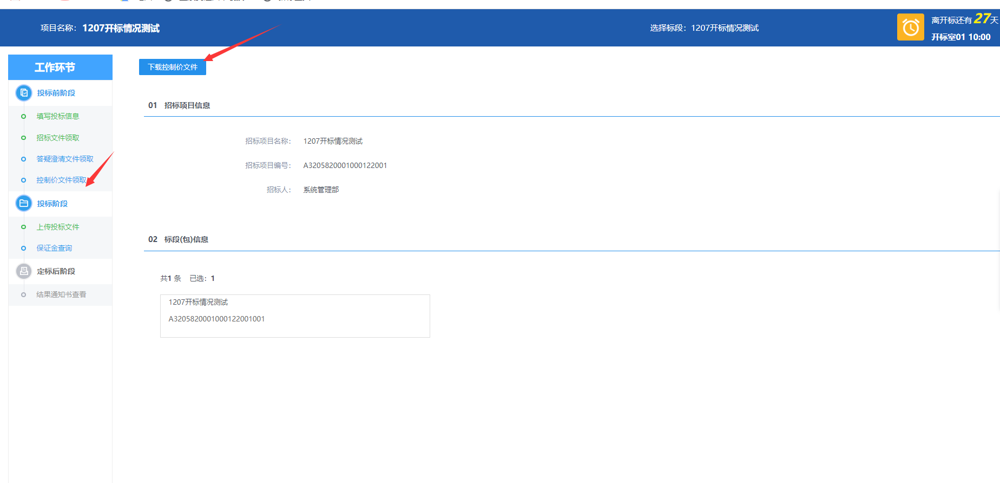 项目名称： 1207开标情况测试
选择标段：1207开标情况测试
离开标还有27天
开标室01 10:00
工作环节
投标前阶段
填写投标信息
招标文件领取
答疑澄清文件领取
控制价文件领取
投标阶段
上传投标文件
保证金查询
定标后阶段
结果通知书查看
下载控制价文件
01 招标项目信息
招标项目名称： 1207开标情况测试
招标项目编号： A3205820001000122001
招标人： 系统管理部
02 标段(包)信息
共1 条 已选：1
1207开标情况测试
A3205820001000122001001